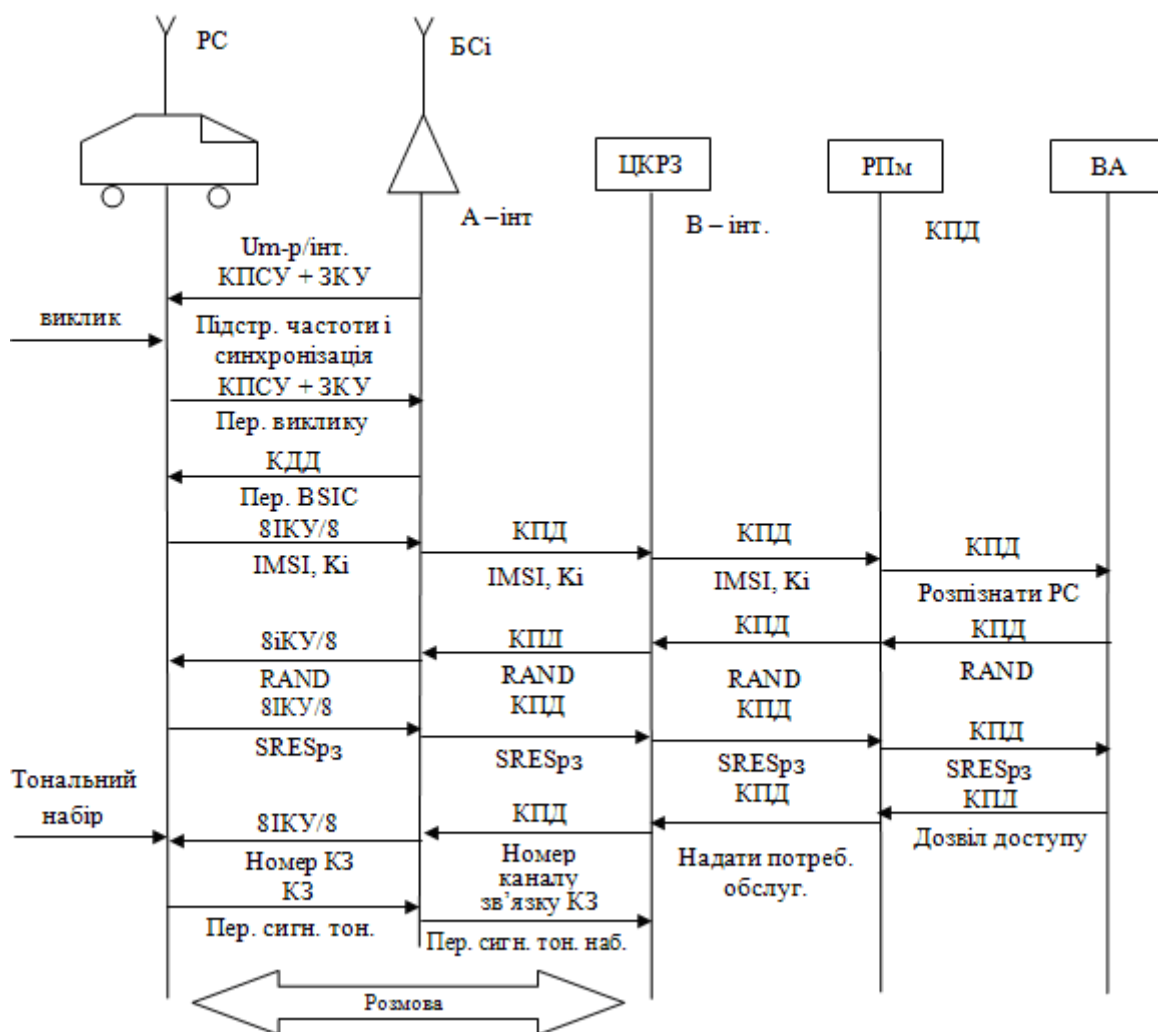 РС
БСі
ЦКРЗ
РПм
ВА
А –інт
В – інт.
КПД
Um-р/інт.
КПСУ + ЗКУ
виклик
Підстр. частоти і
синхронізація
КПСУ + ЗКУ
Пер. виклику
КДД
Пер. BSIC
8ІКУ/8
КПД
КПД
КПД
IMSI, Ki
IMSI, Ki
IMSI, Ki
Розпізнати РС
8іКУ/8
КПД
КПД
КПД
RAND
RAND
RAND
RAND
8ІКУ/8
КПД
КПД
КПД
SRESрз
SRESрз
SRESрз
SRESрз
Тональний
набір
8ІКУ/8
КПД
КПД
КПД
Номер КЗ
Номер
каналу
зв’язку КЗ
Надати потреб.
обслуг.
Дозвіл доступу
КЗ
Пер. сигн. тон.
Пер. сигн. тон. наб.
Розмова